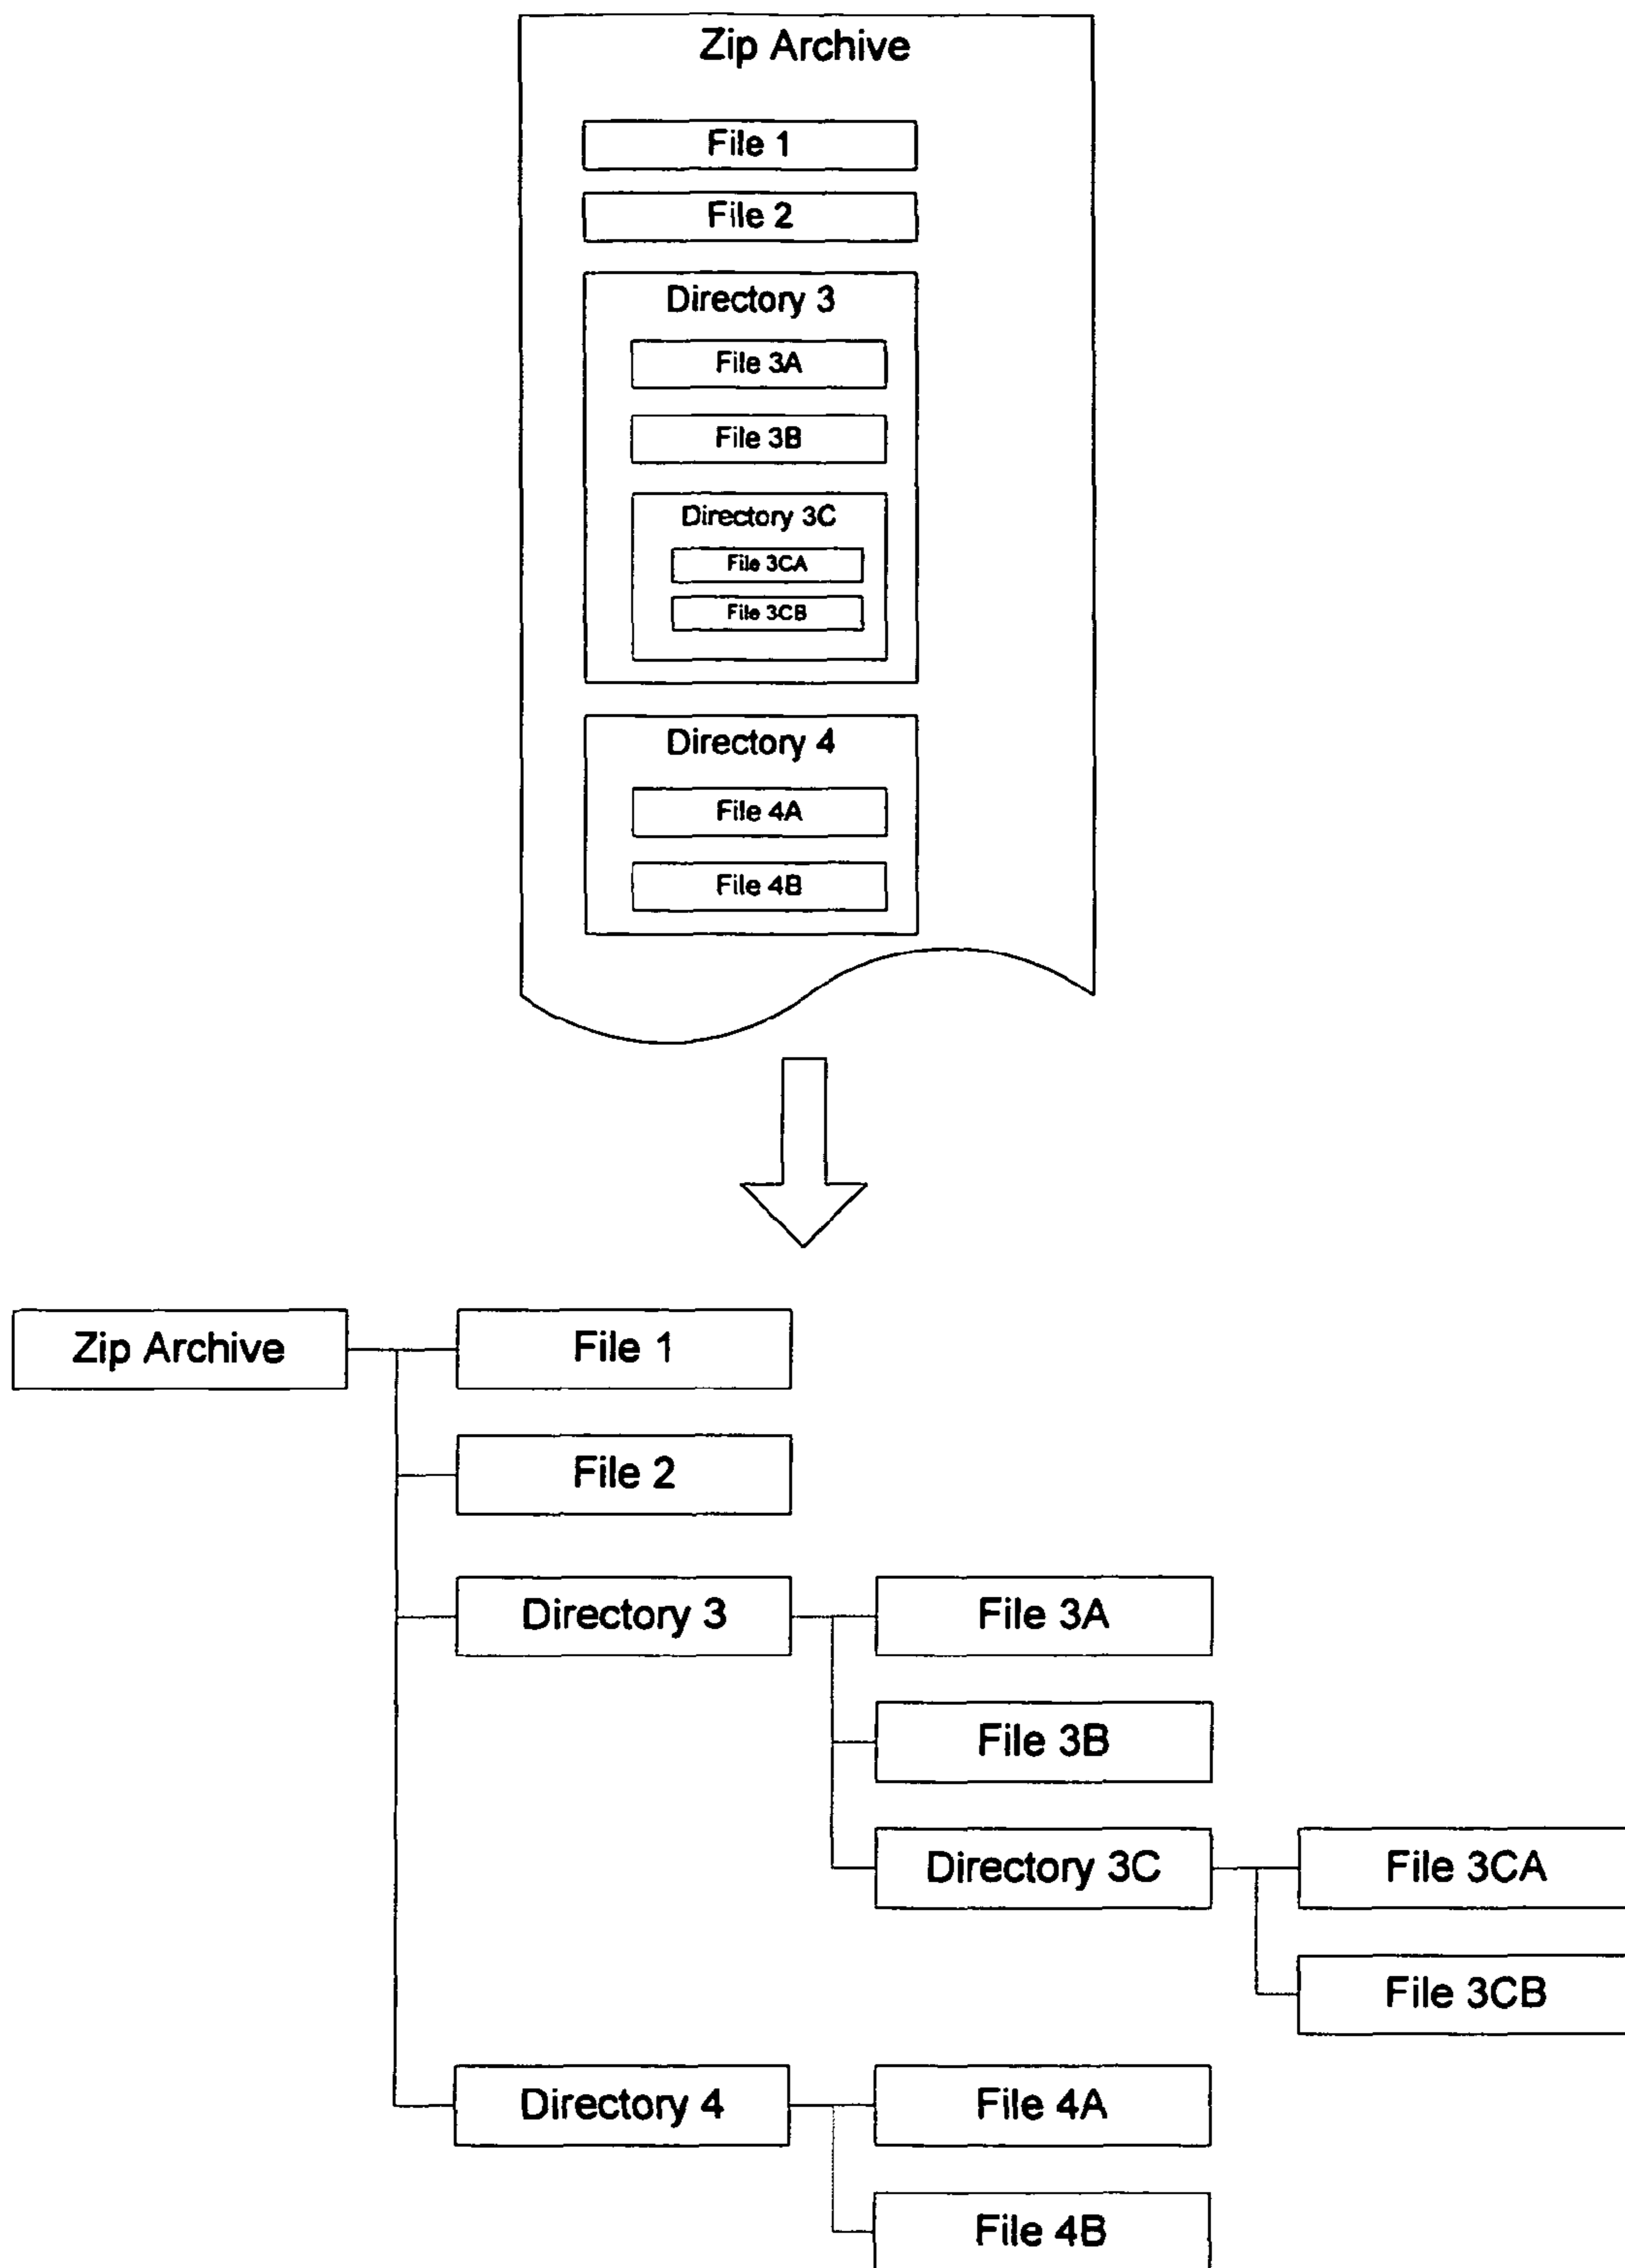 Zip Archive
File 1
File 2
Directory 3
File 3A
File 3B
Directory 3C
File 3CA
File 3CB
Directory 4
File 4A
File 4B
Zip Archive
File 1
File 2
Directory 3
File 3A
File 3B
Directory 3C
File 3CA
File 3CB
Directory 4
File 4A
File 4B